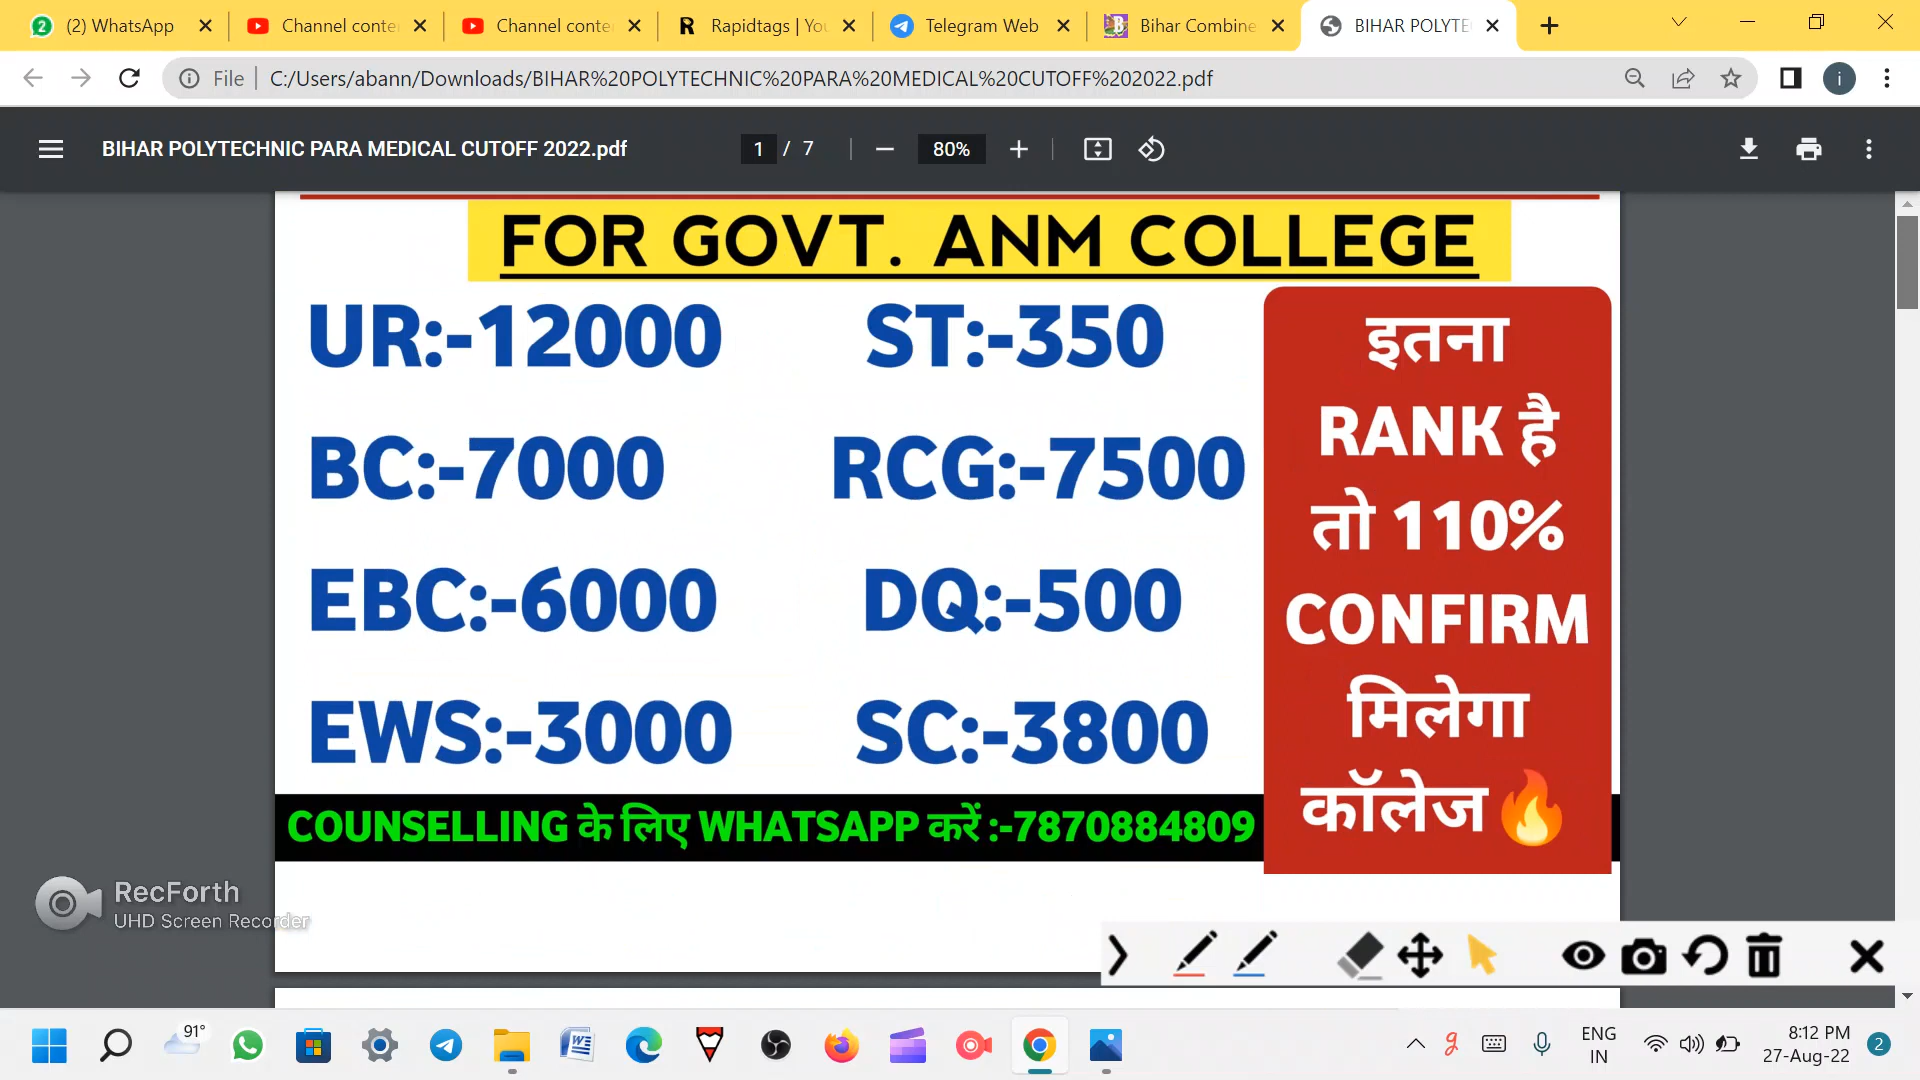 (2) WhatsApp
Channel conte
Channel conte
Rapidtags | You
Telegram Web
Bihar Combine
BIHAR POLYTE
File
C:/Users/abann/Downloads/BIHAR%20POLYTECHNIC%20PARA%20MEDICAL%20CUTOFF%202022.pdf
BIHAR POLYTECHNIC PARA MEDICAL CUTOFF 2022.pdf
1 / 7
80%
FOR GOVT. ANM COLLEGE
UR:-12000
ST:-350
BC:-7000
RCG:-7500
EBC:-6000
DQ:-500
EWS:-3000
SC:-3800
इतना
RANK है
तो 110%
CONFIRM
मिलेगा
कॉलेज🔥
COUNSELLING के लिए WHATSAPP करें :-7870884809
RecForth
UHD Screen Recorder
91°
ENG
IN
8:12 PM
27-Aug-22
2